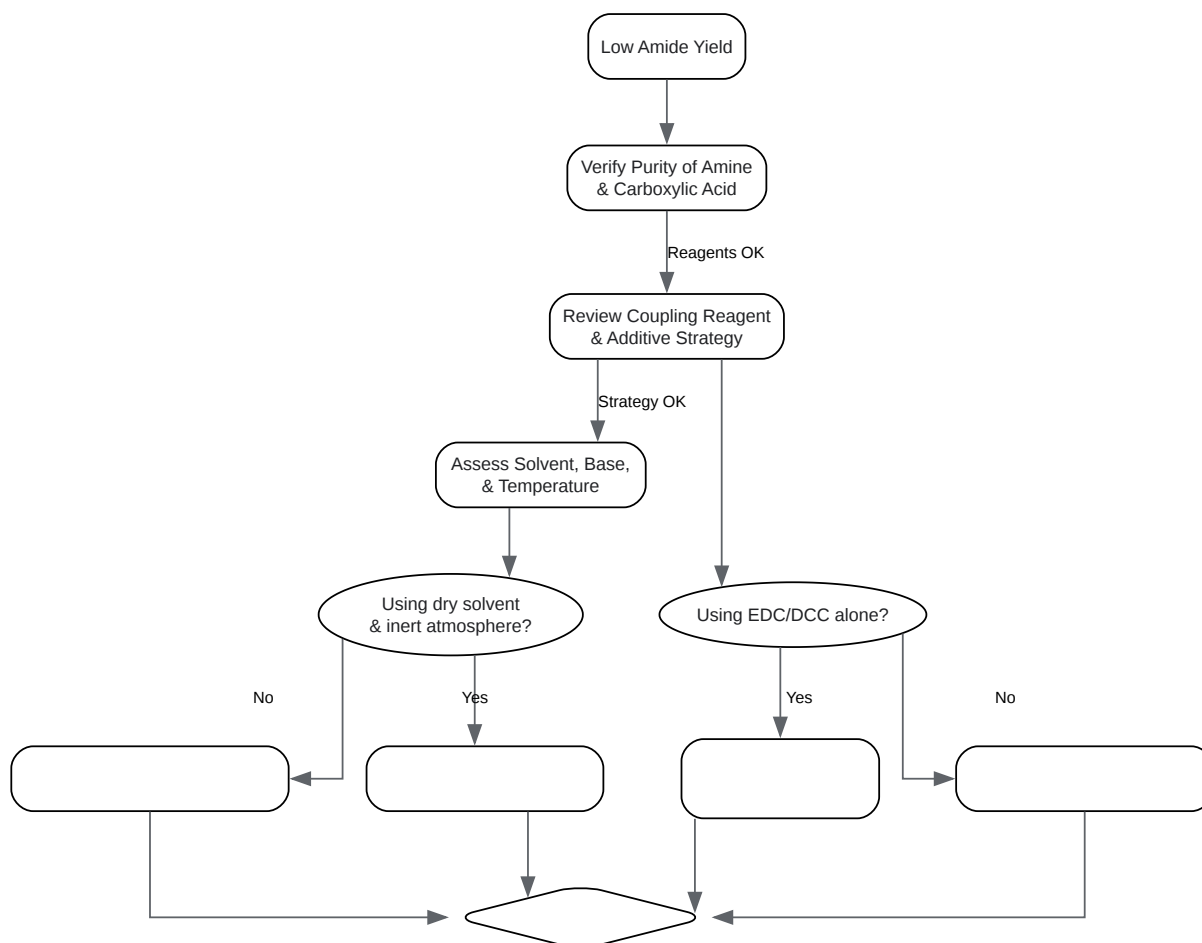 Low Amide Yield
Verify Purity of Amine
& Carboxylic Acid
Reagents OK
Review Coupling Reagent
& Additive Strategy
Strategy OK
Assess Solvent, Base,
& Temperature
Using dry solvent
& inert atmosphere?
Using EDC/DCC alone?
No
Yes
Yes
No